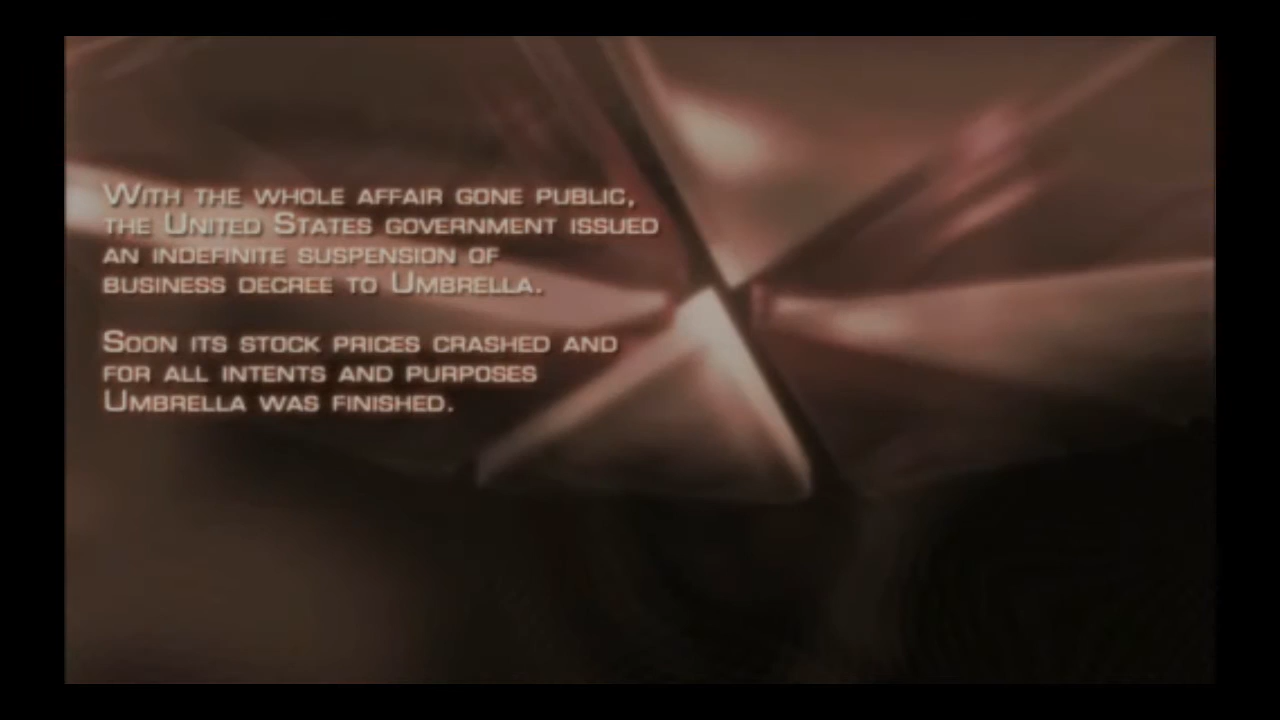 With the whole affair gone public,
the United States government issued
an indefinite suspension of
business decree to Umbrella.
Soon its stock prices crashed and
for all intents and purposes
Umbrella was finished.